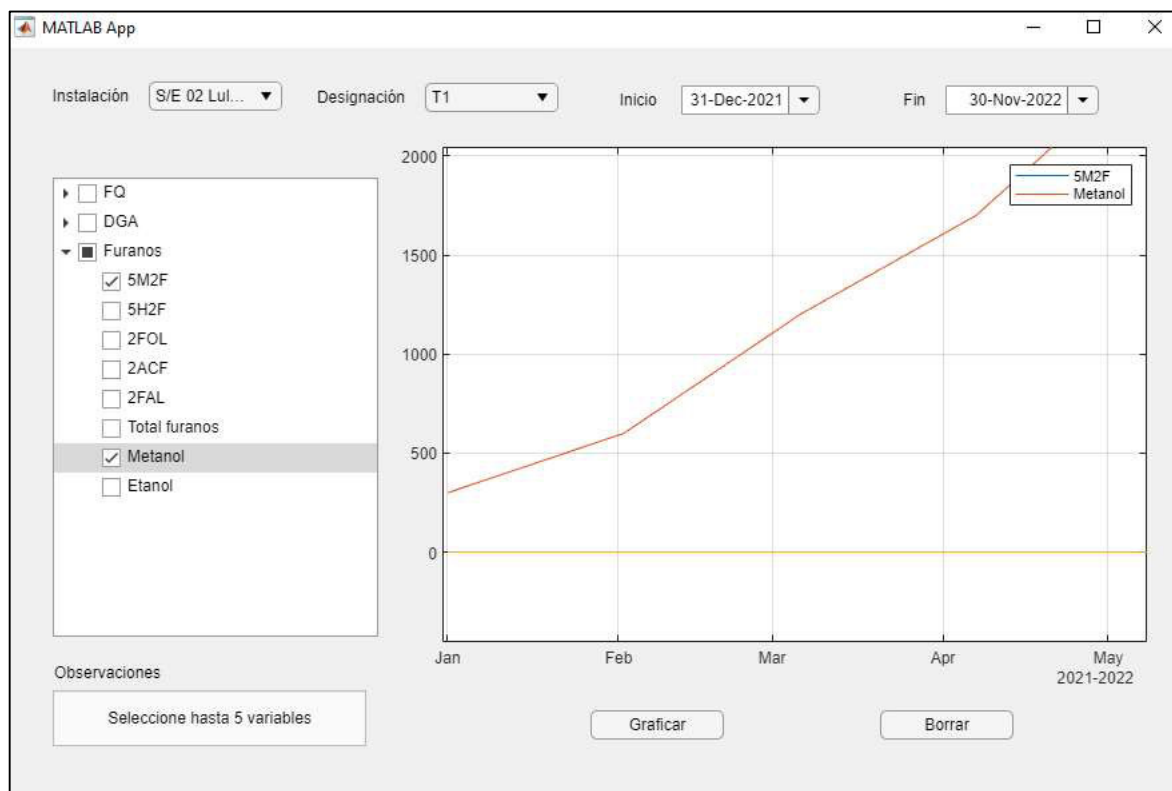 MATLAB App
Instalación S/E 02 Lul... Designación T1 Inicio 31-Dec-2021 Fin 30-Nov-2022
FQ
DGA
Furanos
5M2F
5H2F
2FOL
2ACF
2FAL
Total furanos
Metanol
Etanol
2000
1500
1000
500
0
5M2F
Metanol
Jan Feb Mar Apr May
2021-2022
Observaciones
Seleccione hasta 5 variables
Graficar Borrar